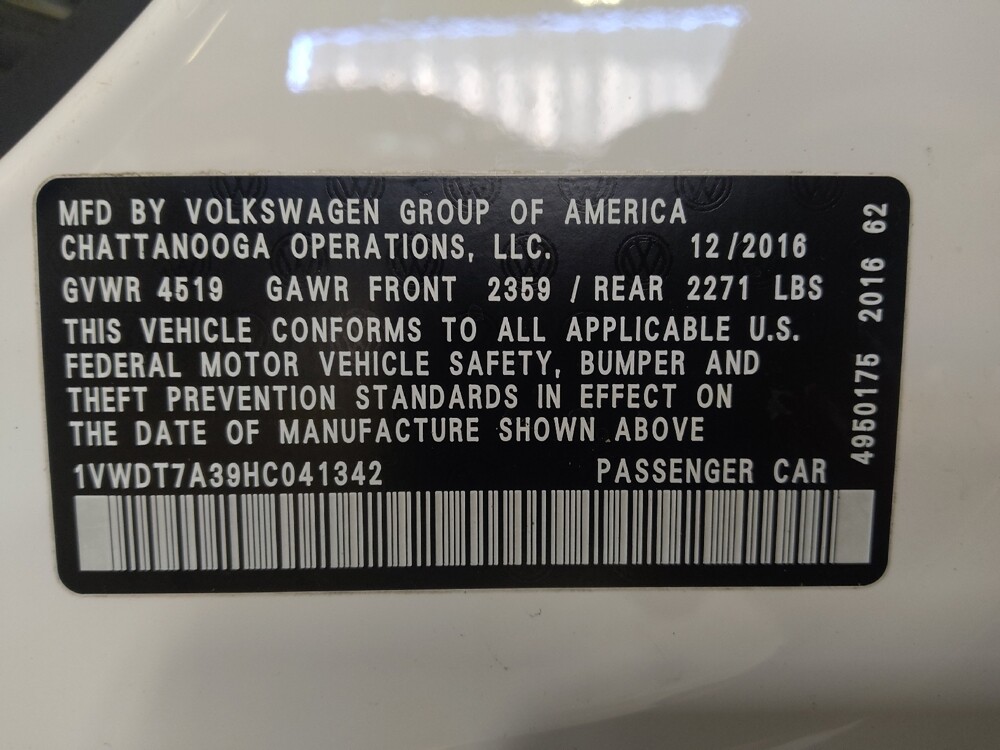 MFD BY VOLKSWAGEN GROUP OF AMERICA
CHATTANOOGA OPERATIONS, LLC. 12/2016
GVWR 4519 GAWR FRONT 2359 / REAR 2271 LBS
THIS VEHICLE CONFORMS TO ALL APPLICABLE U.S.
FEDERAL MOTOR VEHICLE SAFETY, BUMPER AND
THEFT PREVENTION STANDARDS IN EFFECT ON
THE DATE OF MANUFACTURE SHOWN ABOVE
1VWDT7A39HC041342 PASSENGER CAR
4950175 2016 62